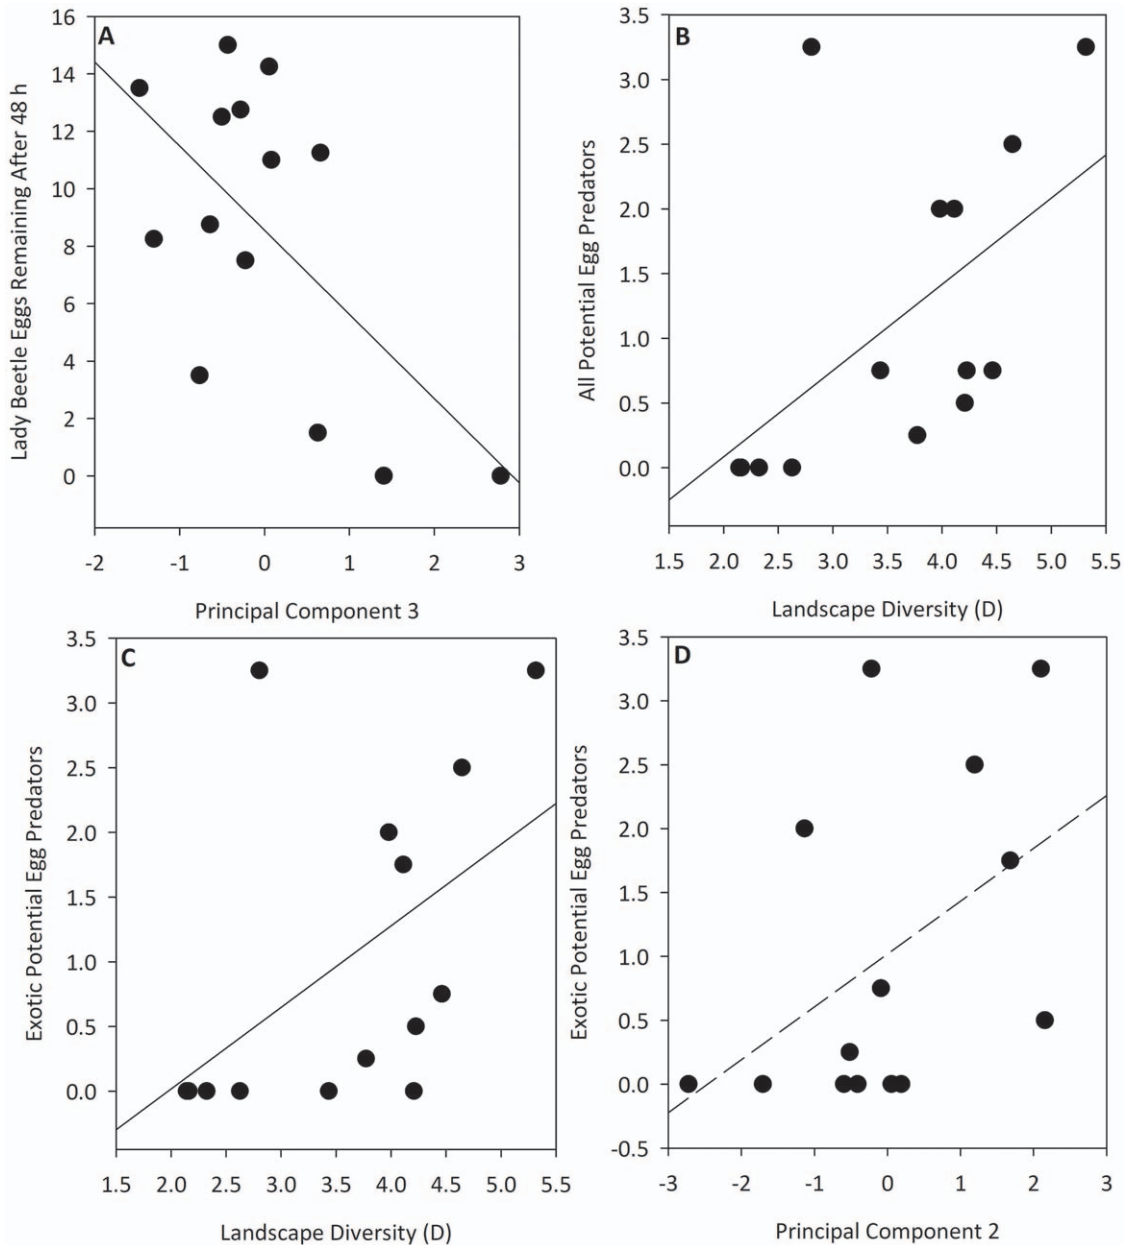 A
16
14
12
10
8
6
4
2
0
Lady Beetle Eggs Remaining After 48 h
-2 -1 0 1 2 3
Principal Component 3
B
3.5
3.0
2.5
2.0
1.5
1.0
0.5
0.0
All Potential Egg Predators
1.5 2.0 2.5 3.0 3.5 4.0 4.5 5.0 5.5
Landscape Diversity (D)
C
3.5
3.0
2.5
2.0
1.5
1.0
0.5
0.0
Exotic Potential Egg Predators
1.5 2.0 2.5 3.0 3.5 4.0 4.5 5.0 5.5
Landscape Diversity (D)
D
3.5
3.0
2.5
2.0
1.5
1.0
0.5
0.0
-0.5
Exotic Potential Egg Predators
-3 -2 -1 0 1 2 3
Principal Component 2